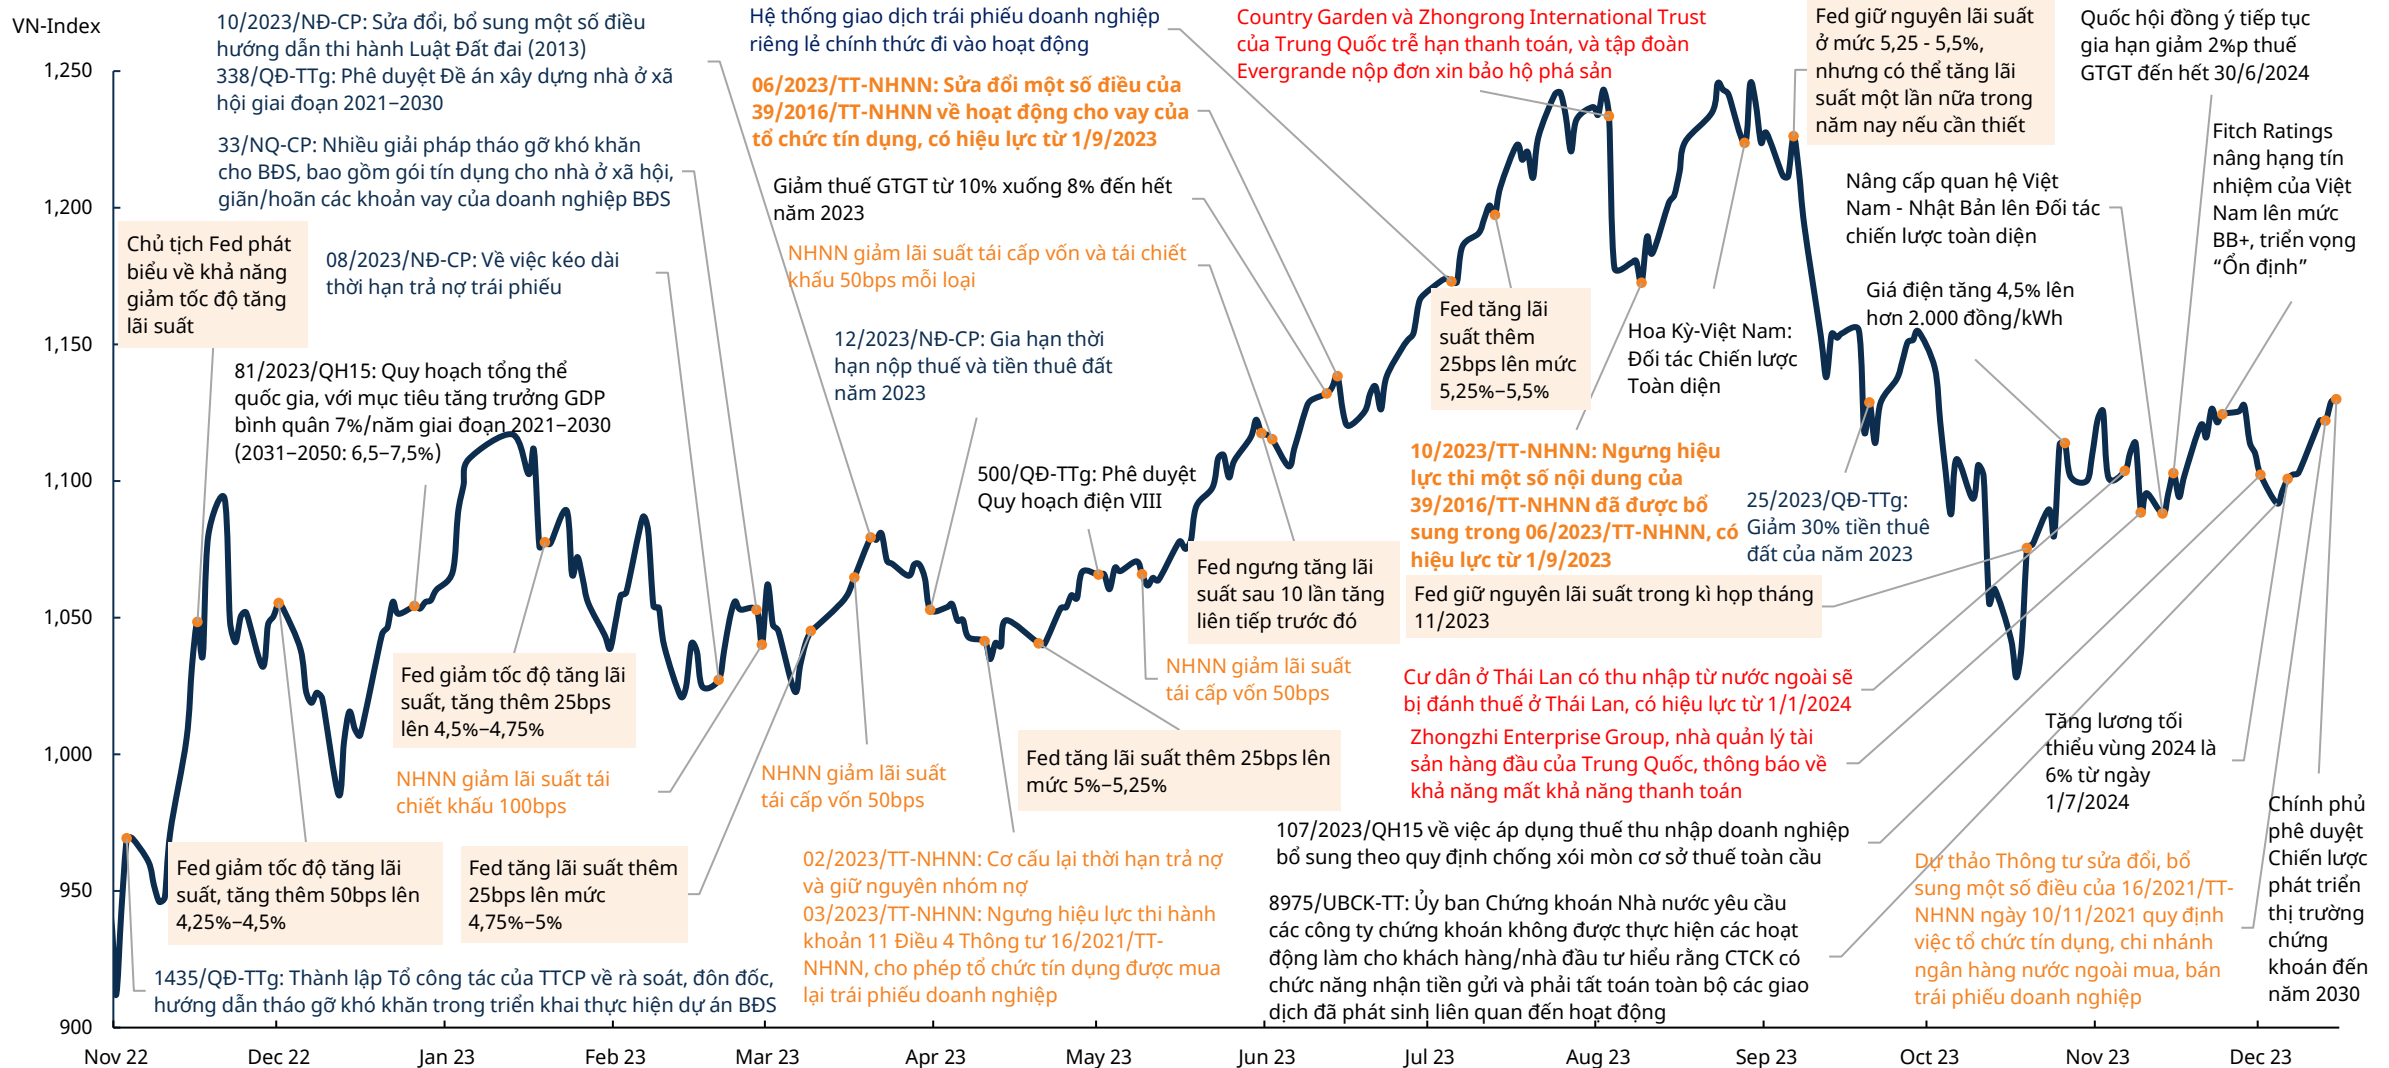 VN-Index
1,250
1,200
1,150
1,100
1,050
1,000
950
900
Nov 22
Dec 22
Jan 23
Feb 23
Mar 23
Apr 23
May 23
Jun 23
Jul 23
Aug 23
Sep 23
Oct 23
Nov 23
Dec 23
10/2023/NĐ-CP: Sửa đổi, bổ sung một số điều
hướng dẫn thi hành Luật Đất đai (2013)
338/QĐ-TTg: Phê duyệt Đề án xây dựng nhà ở xã
hội giai đoạn 2021–2030
33/NQ-CP: Nhiều giải pháp tháo gỡ khó khăn
cho BĐS, bao gồm gói tín dụng cho nhà ở xã hội,
giãn/hoãn các khoản vay của doanh nghiệp BĐS
Chủ tịch Fed phát
biểu về khả năng
giảm tốc độ tăng
lãi suất
08/2023/NĐ-CP: Về việc kéo dài
thời hạn trả nợ trái phiếu
81/2023/QH15: Quy hoạch tổng thể
quốc gia, với mục tiêu tăng trưởng GDP
bình quân 7%/năm giai đoạn 2021–2030
(2031–2050: 6,5–7,5%)
Fed giảm tốc độ tăng lãi
suất, tăng thêm 25bps
lên 4,5%–4,75%
NHNN giảm lãi suất tái
chiết khấu 100bps
Fed giảm tốc độ tăng lãi
suất, tăng thêm 50bps lên
4,25%–4,5%
Fed tăng lãi suất thêm
25bps lên mức
4,75%–5%
1435/QĐ-TTg: Thành lập Tổ công tác của TTCP về rà soát, đôn đốc,
hướng dẫn tháo gỡ khó khăn trong triển khai thực hiện dự án BĐS
Hệ thống giao dịch trái phiếu doanh nghiệp
riêng lẻ chính thức đi vào hoạt động
06/2023/TT-NHNN: Sửa đổi một số điều của
39/2016/TT-NHNN về hoạt động cho vay của
tổ chức tín dụng, có hiệu lực từ 1/9/2023
Giảm thuế GTGT từ 10% xuống 8% đến hết
năm 2023
NHNN giảm lãi suất tái cấp vốn và tái chiết
khấu 50bps mỗi loại
12/2023/NĐ-CP: Gia hạn thời
hạn nộp thuế và tiền thuê đất
năm 2023
500/QĐ-TTg: Phê duyệt
Quy hoạch điện VIII
Fed ngưng tăng lãi
suất sau 10 lần tăng
liên tiếp trước đó
NHNN giảm lãi suất
tái cấp vốn 50bps
Fed tăng lãi suất thêm 25bps lên
mức 5%–5,25%
NHNN giảm lãi suất
tái cấp vốn 50bps
02/2023/TT-NHNN: Cơ cấu lại thời hạn trả nợ
và giữ nguyên nhóm nợ
03/2023/TT-NHNN: Ngưng hiệu lực thi hành
khoản 11 Điều 4 Thông tư 16/2021/TT-
NHNN, cho phép tổ chức tín dụng được mua
lại trái phiếu doanh nghiệp
Country Garden và Zhongrong International Trust
của Trung Quốc trễ hạn thanh toán, và tập đoàn
Evergrande nộp đơn xin bảo hộ phá sản
Fed tăng lãi
suất thêm
25bps lên mức
5,25%–5,5%
Hoa Kỳ-Việt Nam:
Đối tác Chiến lược
Toàn diện
10/2023/TT-NHNN: Ngưng hiệu
lực thi một số nội dung của
39/2016/TT-NHNN đã được bổ
sung trong 06/2023/TT-NHNN, có
hiệu lực từ 1/9/2023
25/2023/QĐ-TTg:
Giảm 30% tiền thuê
đất của năm 2023
Fed giữ nguyên lãi suất trong kì họp tháng
11/2023
Cư dân ở Thái Lan có thu nhập từ nước ngoài sẽ
bị đánh thuế ở Thái Lan, có hiệu lực từ 1/1/2024
Zhongzhi Enterprise Group, nhà quản lý tài
sản hàng đầu của Trung Quốc, thông báo về
khả năng mất khả năng thanh toán
107/2023/QH15 về việc áp dụng thuế thu nhập doanh nghiệp
bổ sung theo quy định chống xói mòn cơ sở thuế toàn cầu
8975/UBCK-TT: Ủy ban Chứng khoán Nhà nước yêu cầu
các công ty chứng khoán không được thực hiện các hoạt
động làm cho khách hàng/nhà đầu tư hiểu rằng CTCK có
chức năng nhận tiền gửi và phải tất toán toàn bộ các giao
dịch đã phát sinh liên quan đến hoạt động
Fed giữ nguyên lãi suất
ở mức 5,25 - 5,5%,
nhưng có thể tăng lãi
suất một lần nữa trong
năm nay nếu cần thiết
Quốc hội đồng ý tiếp tục
gia hạn giảm 2%p thuế
GTGT đến hết 30/6/2024
Fitch Ratings
nâng hạng tín
nhiệm của Việt
Nam lên mức
BB+, triển vọng
“Ổn định”
Nâng cấp quan hệ Việt
Nam - Nhật Bản lên Đối tác
chiến lược toàn diện
Giá điện tăng 4,5% lên
hơn 2.000 đồng/kWh
Tăng lương tối
thiểu vùng 2024 là
6% từ ngày
1/7/2024
Dự thảo Thông tư sửa đổi, bổ
sung một số điều của 16/2021/TT-
NHNN ngày 10/11/2021 quy định
việc tổ chức tín dụng, chi nhánh
ngân hàng nước ngoài mua, bán
trái phiếu doanh nghiệp
Chính phủ
phê duyệt
Chiến lược
phát triển
thị trường
chứng
khoán đến
năm 2030